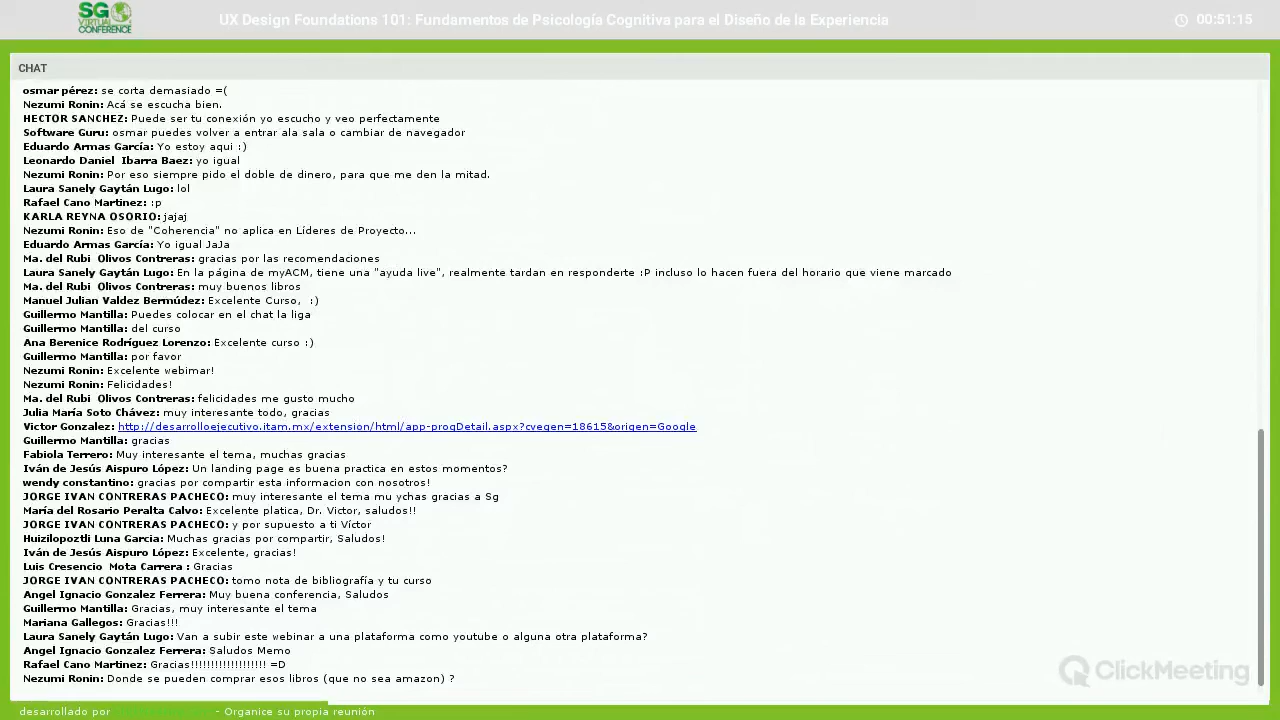 SG
VIRTUAL
CONFERENCE
UX Design Foundations 101: Fundamentos de Psicología Cognitiva para el Diseño de la Experiencia
00:51:15
CHAT
osmar pérez: se corta demasiado =(
Nezumi Ronin: Acá se escucha bien.
HECTOR SANCHEZ: Puede ser tu conexión yo escucho y veo perfectamente
Software Guru: osmar puedes volver a entrar ala sala o cambiar de navegador
Eduardo Armas García: Yo estoy aqui :)
Leonardo Daniel Ibarra Baez: yo igual
Nezumi Ronin: Por eso siempre pido el doble de dinero, para que me den la mitad.
Laura Sanely Gaytán Lugo: lol
Rafael Cano Martinez: :p
KARLA REYNA OSORIO: jajaj
Nezumi Ronin: Eso de "Coherencia" no aplica en Líderes de Proyecto...
Eduardo Armas García: Yo igual JaJa
Ma. del Rubi Olivos Contreras: gracias por las recomendaciones
Laura Sanely Gaytán Lugo: En la página de myACM, tiene una "ayuda live", realmente tardan en responderte :P incluso lo hacen fuera del horario que viene marcado
Ma. del Rubi Olivos Contreras: muy buenos libros
Manuel Julian Valdez Bermúdez: Excelente Curso, :)
Guillermo Mantilla: Puedes colocar en el chat la liga
Guillermo Mantilla: del curso
Ana Berenice Rodríguez Lorenzo: Excelente curso :)
Guillermo Mantilla: por favor
Nezumi Ronin: Excelente webimar!
Nezumi Ronin: Felicidades!
Ma. del Rubi Olivos Contreras: felicidades me gusto mucho
Julia María Soto Chávez: muy interesante todo, gracias
Victor Gonzalez: http://desarrolloejecutivo.itam.mx/extension/html/app-progDetail.aspx?cvegen=18615&origen=Google
Guillermo Mantilla: gracias
Fabiola Terrero: Muy interesante el tema, muchas gracias
Iván de Jesús Aispuro López: Un landing page es buena practica en estos momentos?
wendy constantino: gracias por compartir esta informacion con nosotros!
JORGE IVAN CONTRERAS PACHECO: muy interesante el tema mu ychas gracias a Sg
María del Rosario Peralta Calvo: Excelente platica, Dr. Victor, saludos!!
JORGE IVAN CONTRERAS PACHECO: y por supuesto a ti Víctor
Huizilopoztli Luna Garcia: Muchas gracias por compartir, Saludos!
Iván de Jesús Aispuro López: Excelente, gracias!
Luis Cresencio Mota Carrera : Gracias
JORGE IVAN CONTRERAS PACHECO: tomo nota de bibliografía y tu curso
Angel Ignacio Gonzalez Ferrera: Muy buena conferencia, Saludos
Guillermo Mantilla: Gracias, muy interesante el tema
Mariana Gallegos: Gracias!!!
Laura Sanely Gaytán Lugo: Van a subir este webinar a una plataforma como youtube o alguna otra plataforma?
Angel Ignacio Gonzalez Ferrera: Saludos Memo
Rafael Cano Martinez: Gracias!!!!!!!!!!!!!!!!!!! =D
Nezumi Ronin: Donde se pueden comprar esos libros (que no sea amazon) ?
ClickMeeting
desarrollado por - Organice su propia reunión